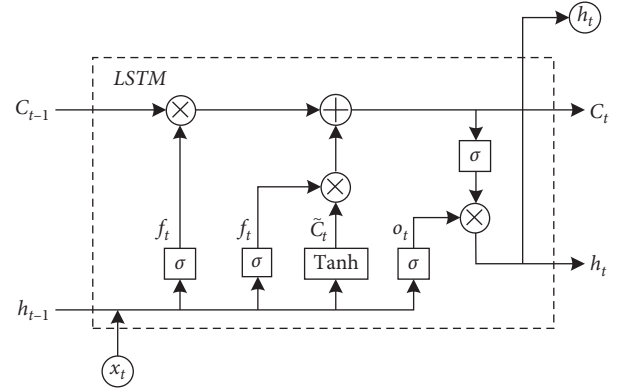 h_t
LSTM
C_{t-1}
C_t
σ
f_t
f_t
C̃_t
o_t
σ
σ
Tanh
σ
h_t
h_{t-1}
x_t